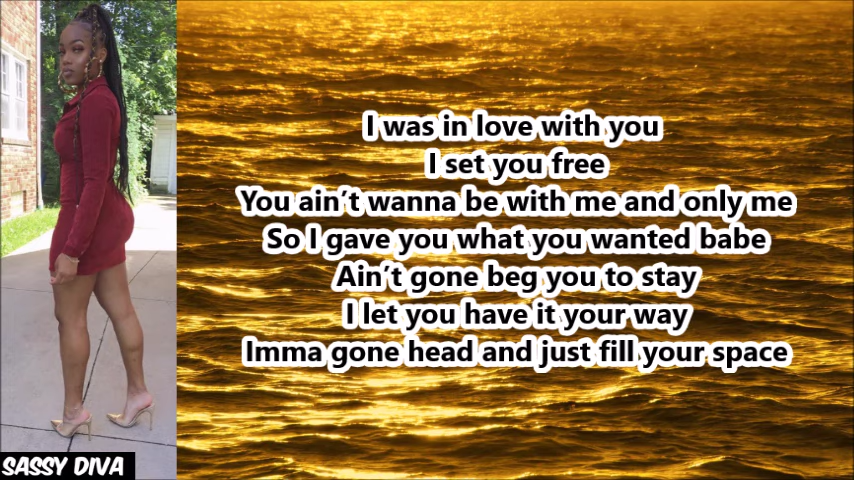 I was in love with you
I set you free
You ain’t wanna be with me and only me
So I gave you what you wanted babe
Ain’t gone beg you to stay
I let you have it your way
Imma gone head and just fill your space
SASSY DIVA